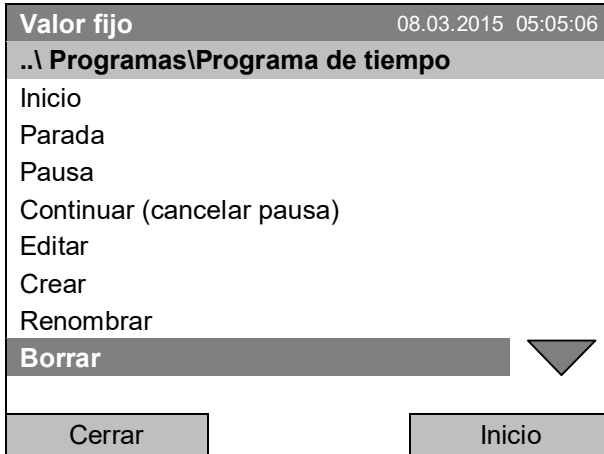 Valor fijo 08.03.2015 05:05:06
..\ Programas\Programa de tiempo
Inicio
Parada
Pausa
Continuar (cancelar pausa)
Editar
Crear
Renombrar
Borrar
Cerrar Inicio